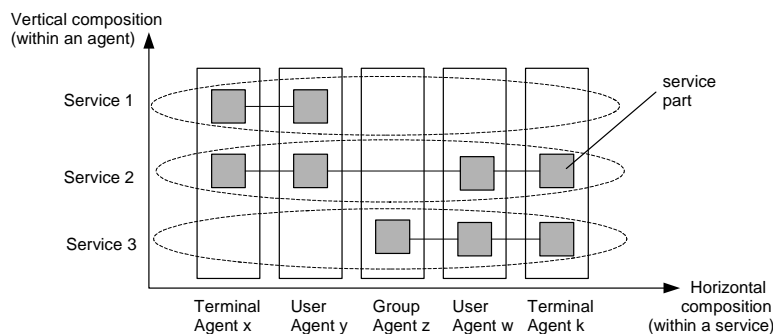 Vertical composition
(within an agent)
service
part
Service 1
Service 2
Service 3
Terminal
Agent x
User
Agent y
Group
Agent z
User
Agent w
Terminal
Agent k
Horizontal
composition
(within a service)